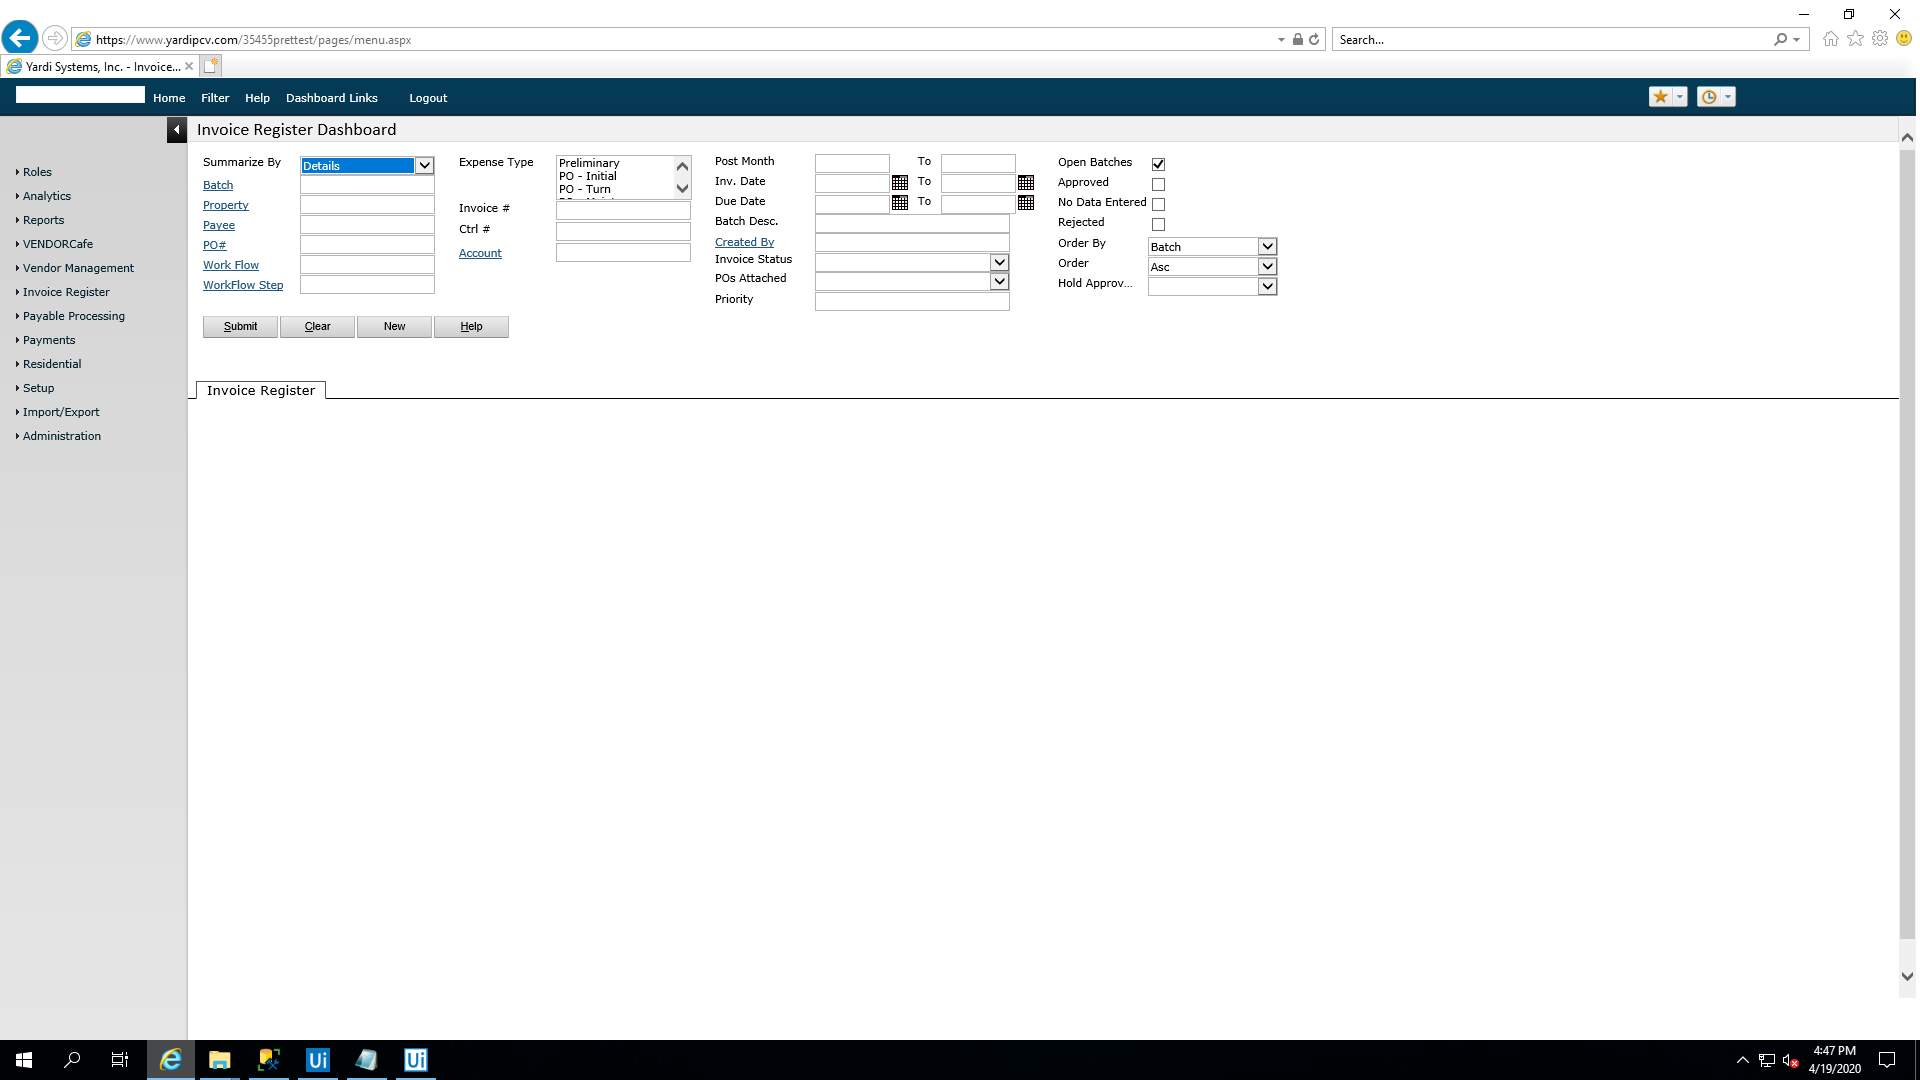 https://www.yardipcv.com/35455prettest/pages/menu.aspx
Search...
Yardi Systems, Inc. - Invoice...
Home Filter Help Dashboard Links Logout
Invoice Register Dashboard
Roles
Analytics
Reports
VENDORCafe
Vendor Management
Invoice Register
Payable Processing
Payments
Residential
Setup
Import/Export
Administration
Summarize By Details
Batch
Property
Payee
PO#
Work Flow
WorkFlow Step
Expense Type
Preliminary
PO - Initial
PO - Turn
Invoice #
Ctrl #
Account
Post Month To
Inv. Date To
Due Date To
Batch Desc.
Created By
Invoice Status
POs Attached
Priority
Open Batches
Approved
No Data Entered
Rejected
Order By Batch
Order Asc
Hold Approv...
Submit Clear New Help
Invoice Register
Ui
Ui
4:47 PM
4/19/2020